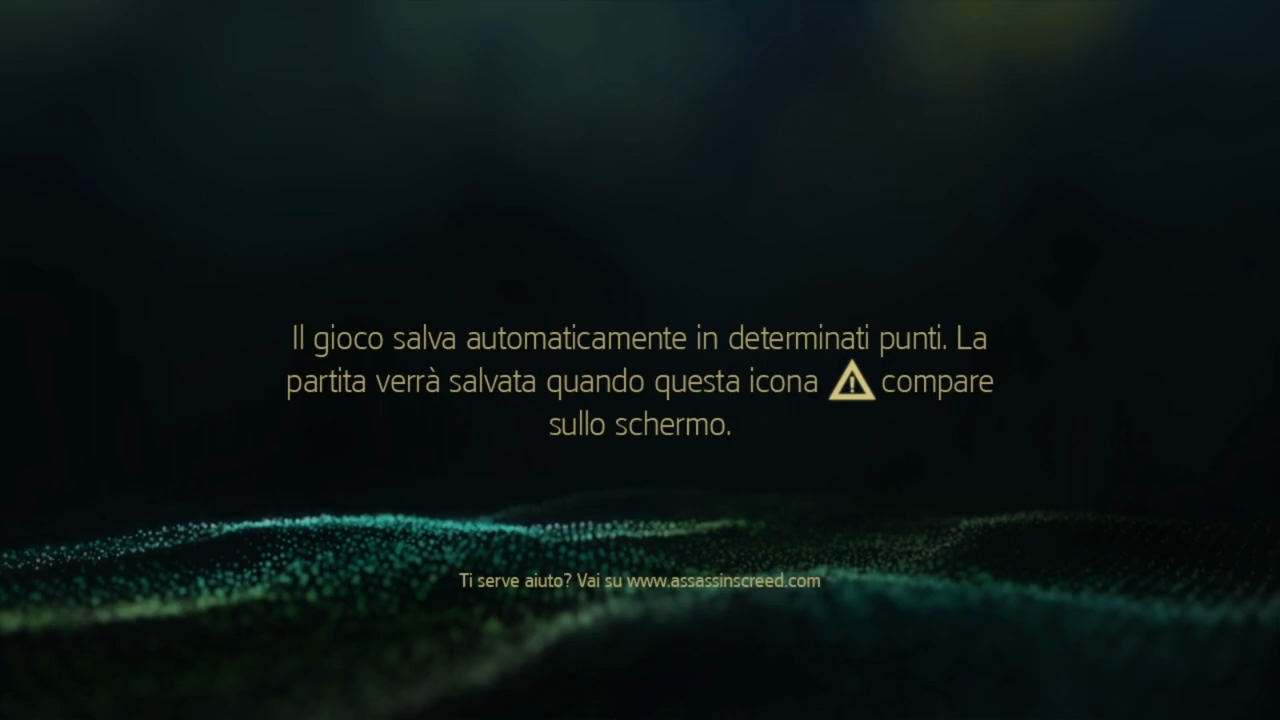 Il gioco salva automaticamente in determinati punti. La
partita verrà salvata quando questa icona ⚠ compare
sullo schermo.
Ti serve aiuto? Vai su www.assassinscreed.com